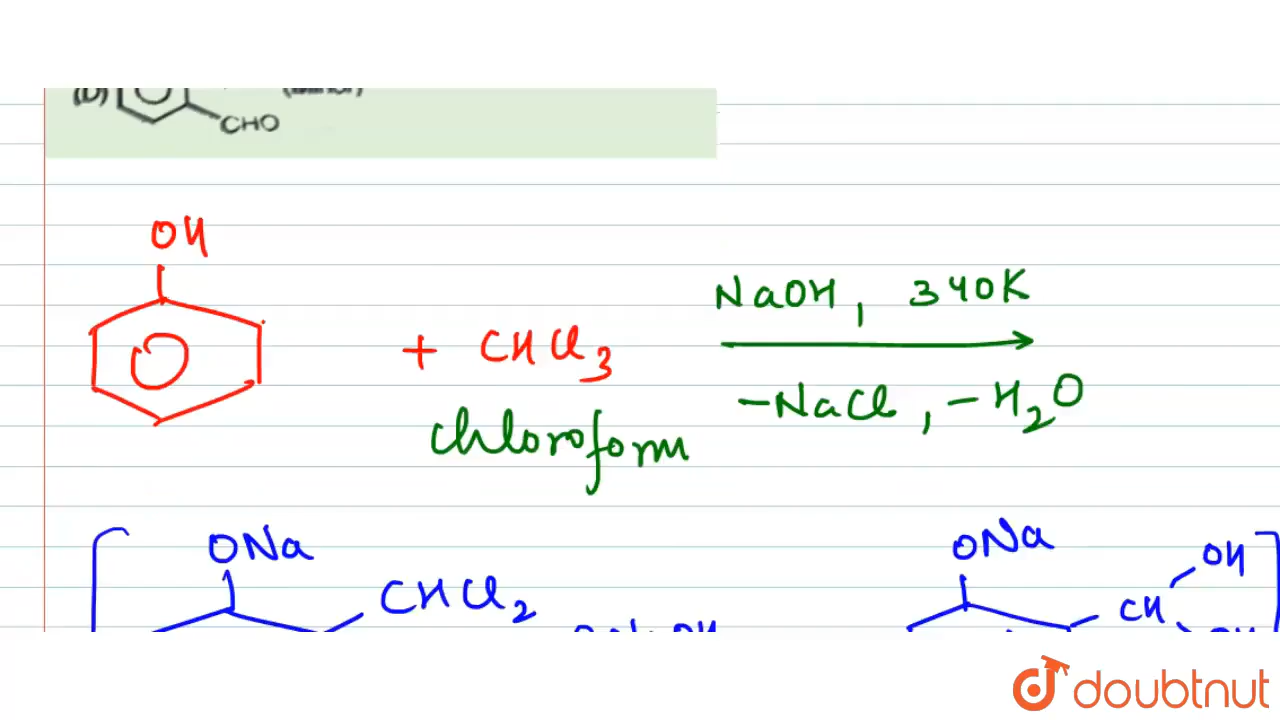 (D)
CHO
OH
+ CHCl3
chloroform
NaOH, 340K
-NaCl, -H2O
ONa
CHCl2
ONa
CH
OH
doubtnut